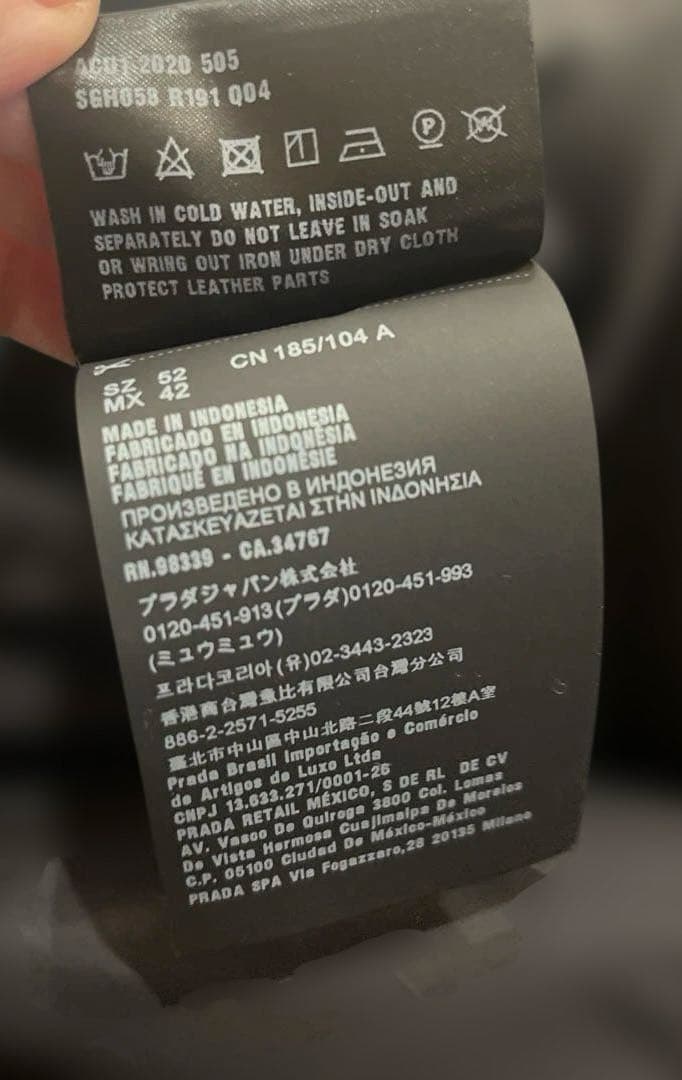 ACU1 2020 505
SGH058 R191 Q04
P
WASH IN COLD WATER, INSIDE-OUT AND
SEPARATELY DO NOT LEAVE IN SOAK
OR WRING OUT IRON UNDER DRY CLOTH
PROTECT LEATHER PARTS
CN 185/104 A
SZ 52
MX 42
MADE IN INDONESIA
FABRICADO EN INDONESIA
FABRICADO NA INDONÉSIA
FABRIQUÉ EN INDONÉSIE
ПРОИЗВЕДЕНО В ИНДОНЕЗИЯ
ΚΑΤΑΣΚΕΥΑΖΕΤΑΙ ΣΤΗΝ ΙΝΔΟΝΗΣΙΑ
RN.98339 - CA.34767
プラダジャパン株式会社
0120-451-913(プラダ)0120-451-993
(ミュウミュウ)
프라다코리아(유)02-3443-2323
香港商台灣普比有限公司台灣分公司
886-2-2571-5255
臺北市中山區中山北路二段44號12樓A室
Prada Brasil Importação e Comércio
de Artigos de Luxo Ltda
CNPJ 13.633.271/0001-26
PRADA RETAIL MÉXICO, S DE RL DE CV
AV. Vasco De Quiroga 3800 Col. Lomas
De Vista Hermosa Cuajimalpa De Morelos
C.P. 05100 Ciudad De México-México
PRADA SPA Via Fogazzaro,28 20135 Milano